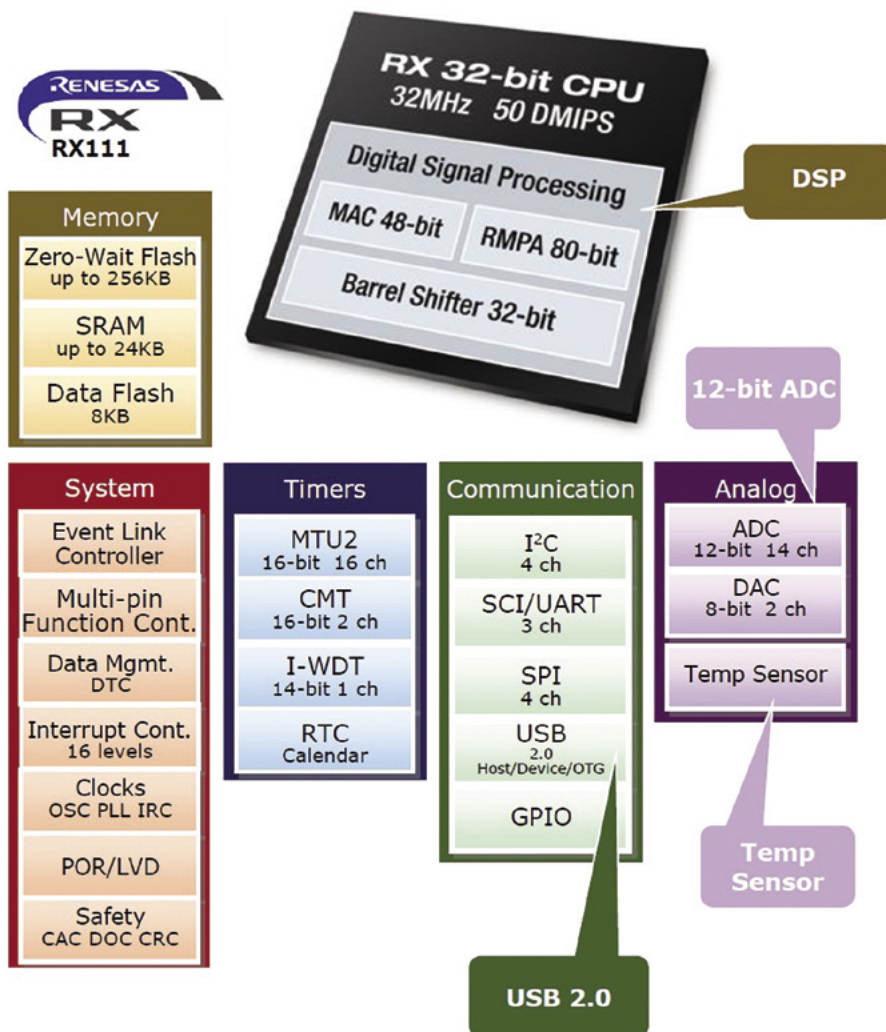 RENESAS
RX
RX111
RX 32-bit CPU
32MHz 50 DMIPS
Digital Signal Processing
MAC 48-bit
RMPA 80-bit
Barrel Shifter 32-bit
DSP
Memory
Zero-Wait Flash
up to 256KB
SRAM
up to 24KB
Data Flash
8KB
12-bit ADC
System
Event Link
Controller
Multi-pin
Function Cont.
Data Mgmt.
DTC
Interrupt Cont.
16 levels
Clocks
OSC PLL IRC
POR/LVD
Safety
CAC DOC CRC
Timers
MTU2
16-bit 16 ch
CMT
16-bit 2 ch
I-WDT
14-bit 1 ch
RTC
Calendar
Communication
I²C
4 ch
SCI/UART
3 ch
SPI
4 ch
USB
2.0
Host/Device/OTG
GPIO
Analog
ADC
12-bit 14 ch
DAC
8-bit 2 ch
Temp Sensor
Temp
Sensor
USB 2.0